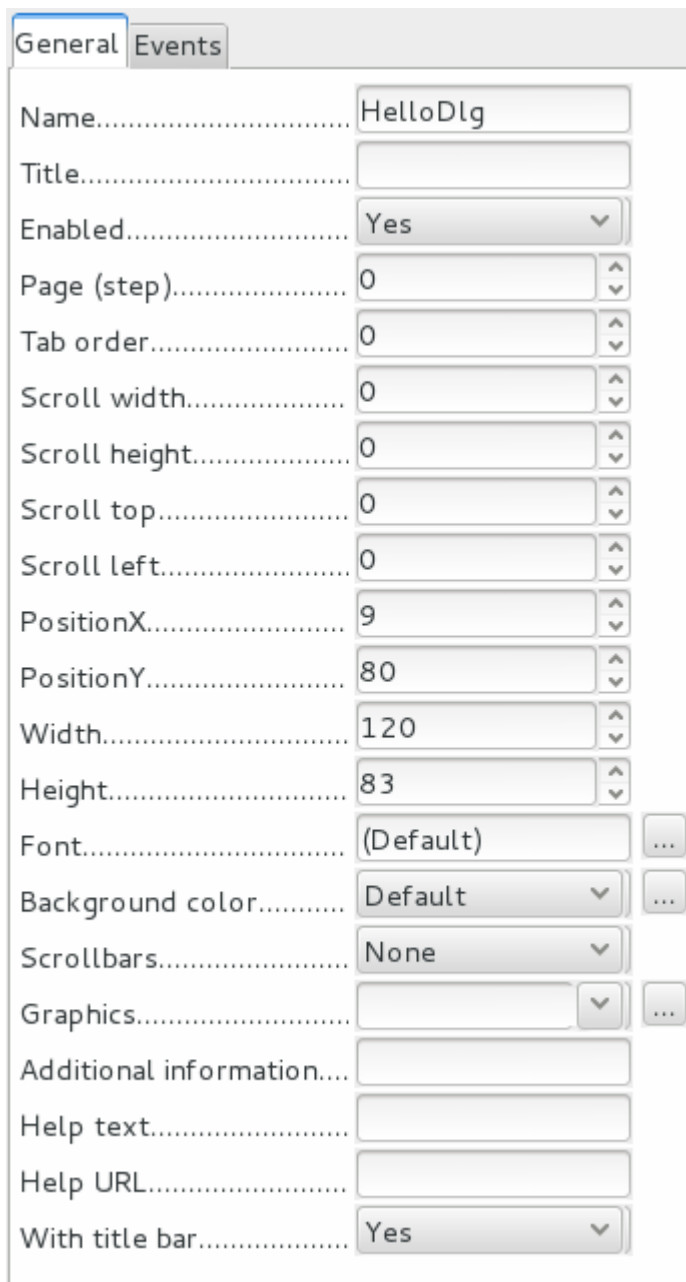 General Events
Name.............................. HelloDlg
Title................................
Enabled.......................... Yes
Page (step)..................... 0
Tab order........................ 0
Scroll width................... 0
Scroll height................... 0
Scroll top....................... 0
Scroll left....................... 0
PositionX........................ 9
PositionY........................ 80
Width.............................. 120
Height............................. 83
Font................................ (Default) ...
Background color........... Default ...
Scrollbars....................... None
Graphics.......................... ...
Additional information....
Help text........................
Help URL........................
With title bar.................. Yes